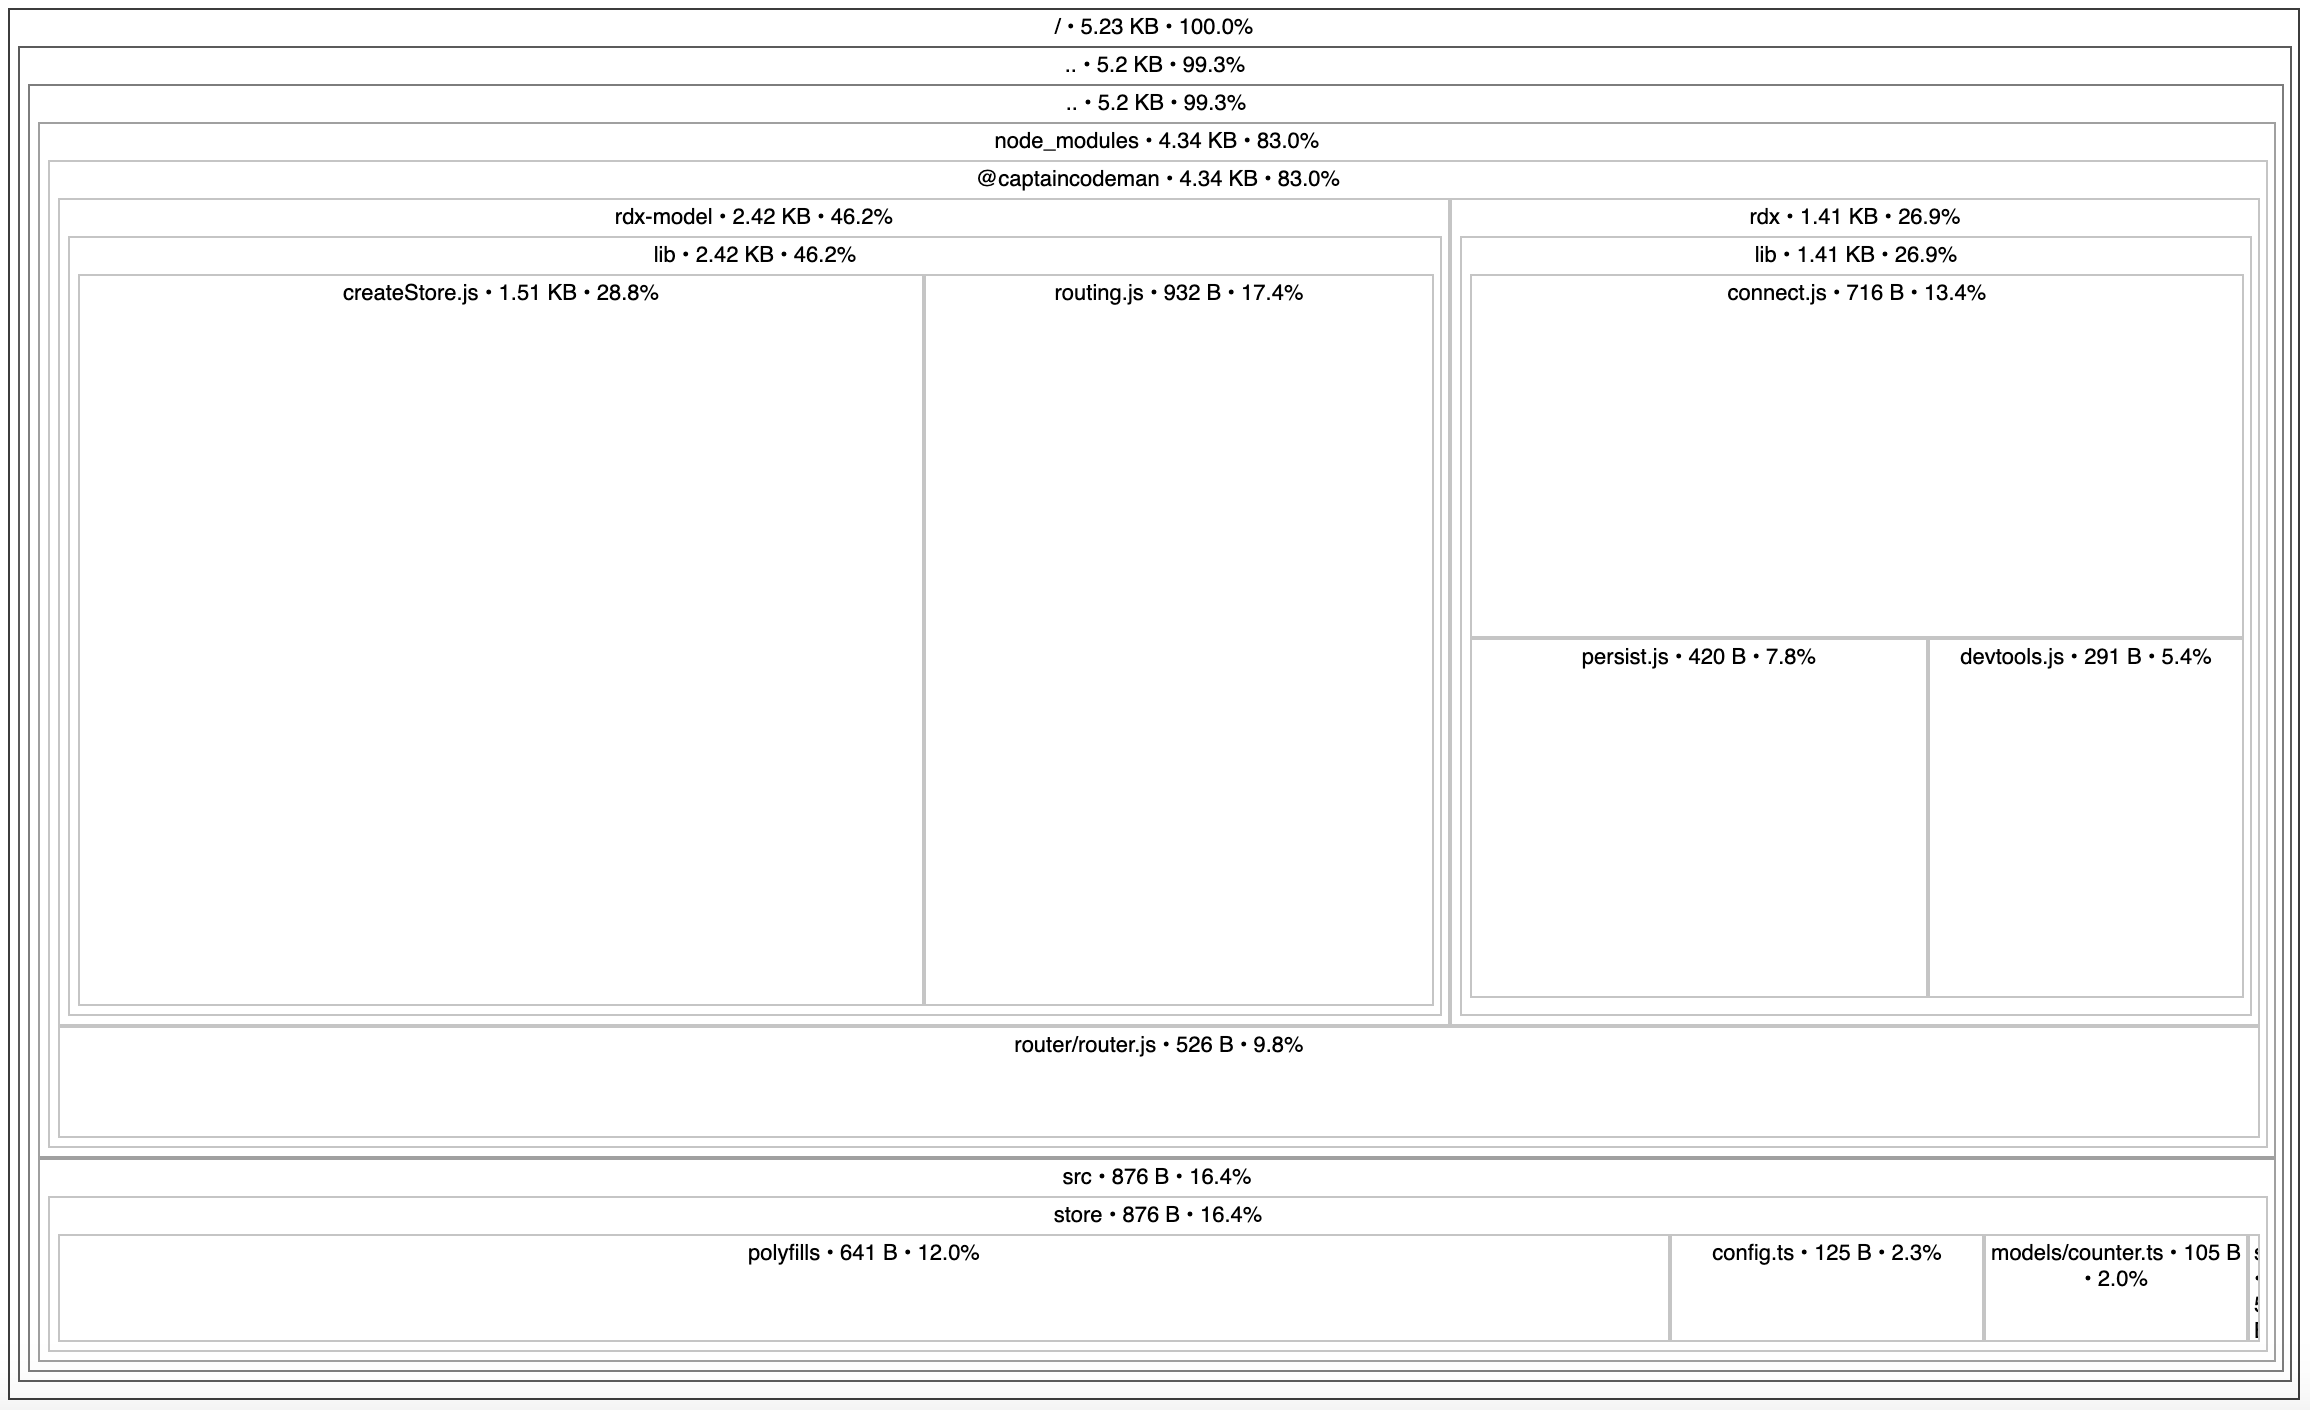 / • 5.23 KB • 100.0%
.. • 5.2 KB • 99.3%
.. • 5.2 KB • 99.3%
node_modules • 4.34 KB • 83.0%
@captaincodeman • 4.34 KB • 83.0%
rdx-model • 2.42 KB • 46.2%
lib • 2.42 KB • 46.2%
createStore.js • 1.51 KB • 28.8%
routing.js • 932 B • 17.4%
rdx • 1.41 KB • 26.9%
lib • 1.41 KB • 26.9%
connect.js • 716 B • 13.4%
persist.js • 420 B • 7.8%
devtools.js • 291 B • 5.4%
router/router.js • 526 B • 9.8%
src • 876 B • 16.4%
store • 876 B • 16.4%
polyfills • 641 B • 12.0%
config.ts • 125 B • 2.3%
models/counter.ts • 105 B
• 2.0%